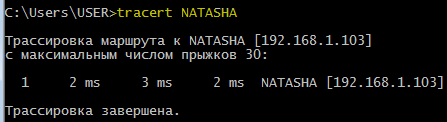 C:\Users\USER>tracert NATASHA
Трассировка маршрута к NATASHA [192.168.1.103]
с максимальным числом прыжков 30:
1 2 ms 3 ms 2 ms NATASHA [192.168.1.103]
Трассировка завершена.